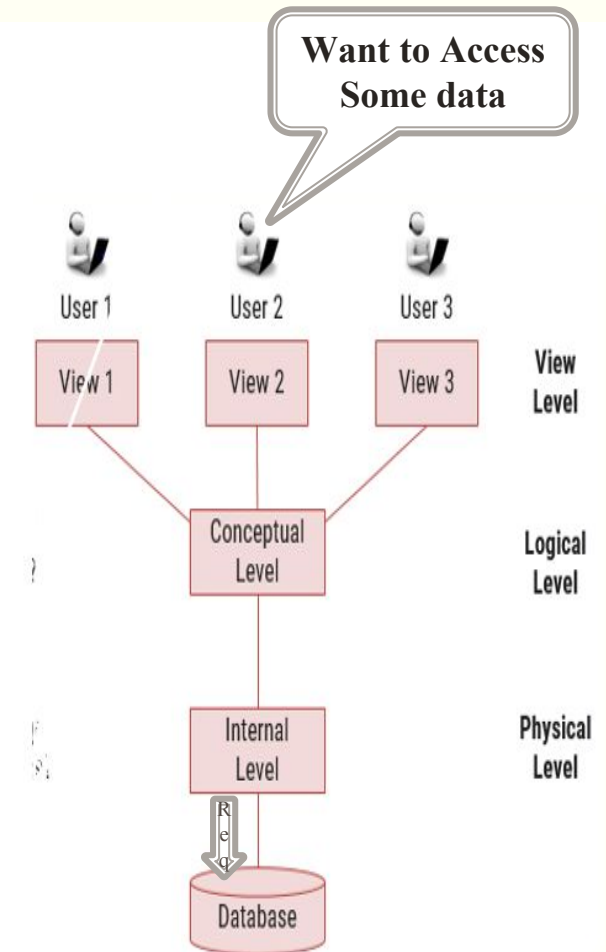 Want to Access
Some data
User 1
User 2
User 3
View 1
View 2
View 3
View
Level
Conceptual
Level
Logical
Level
?
Internal
Level
Physical
Level
R
e
q
Database